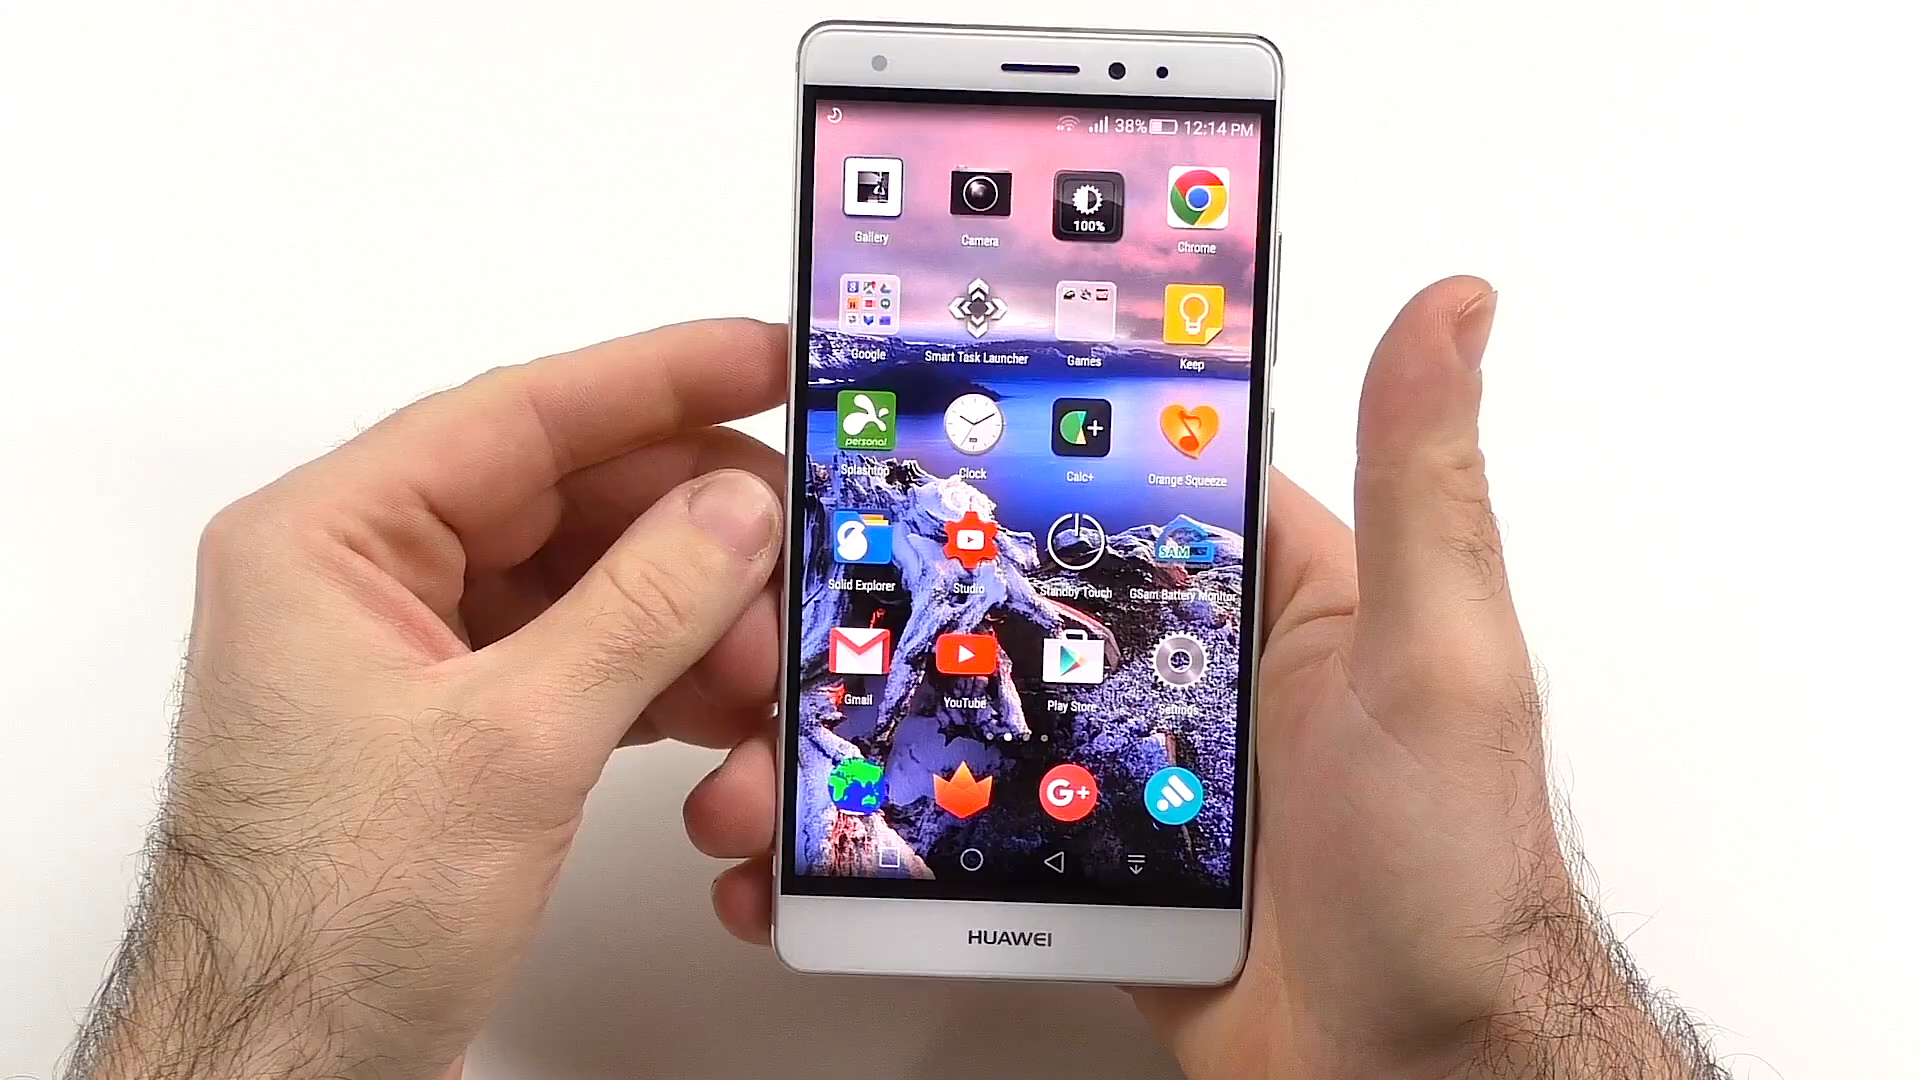 38% 12:14 PM
100%
Gallery Camera Chrome
Google Smart Task Launcher Games Keep
personal
Splashtop Clock Calc+ Orange Squeeze
SAM
Solid Explorer Studio Standby Touch GSam Battery Monitor
Gmail YouTube Play Store Settings
G+
HUAWEI